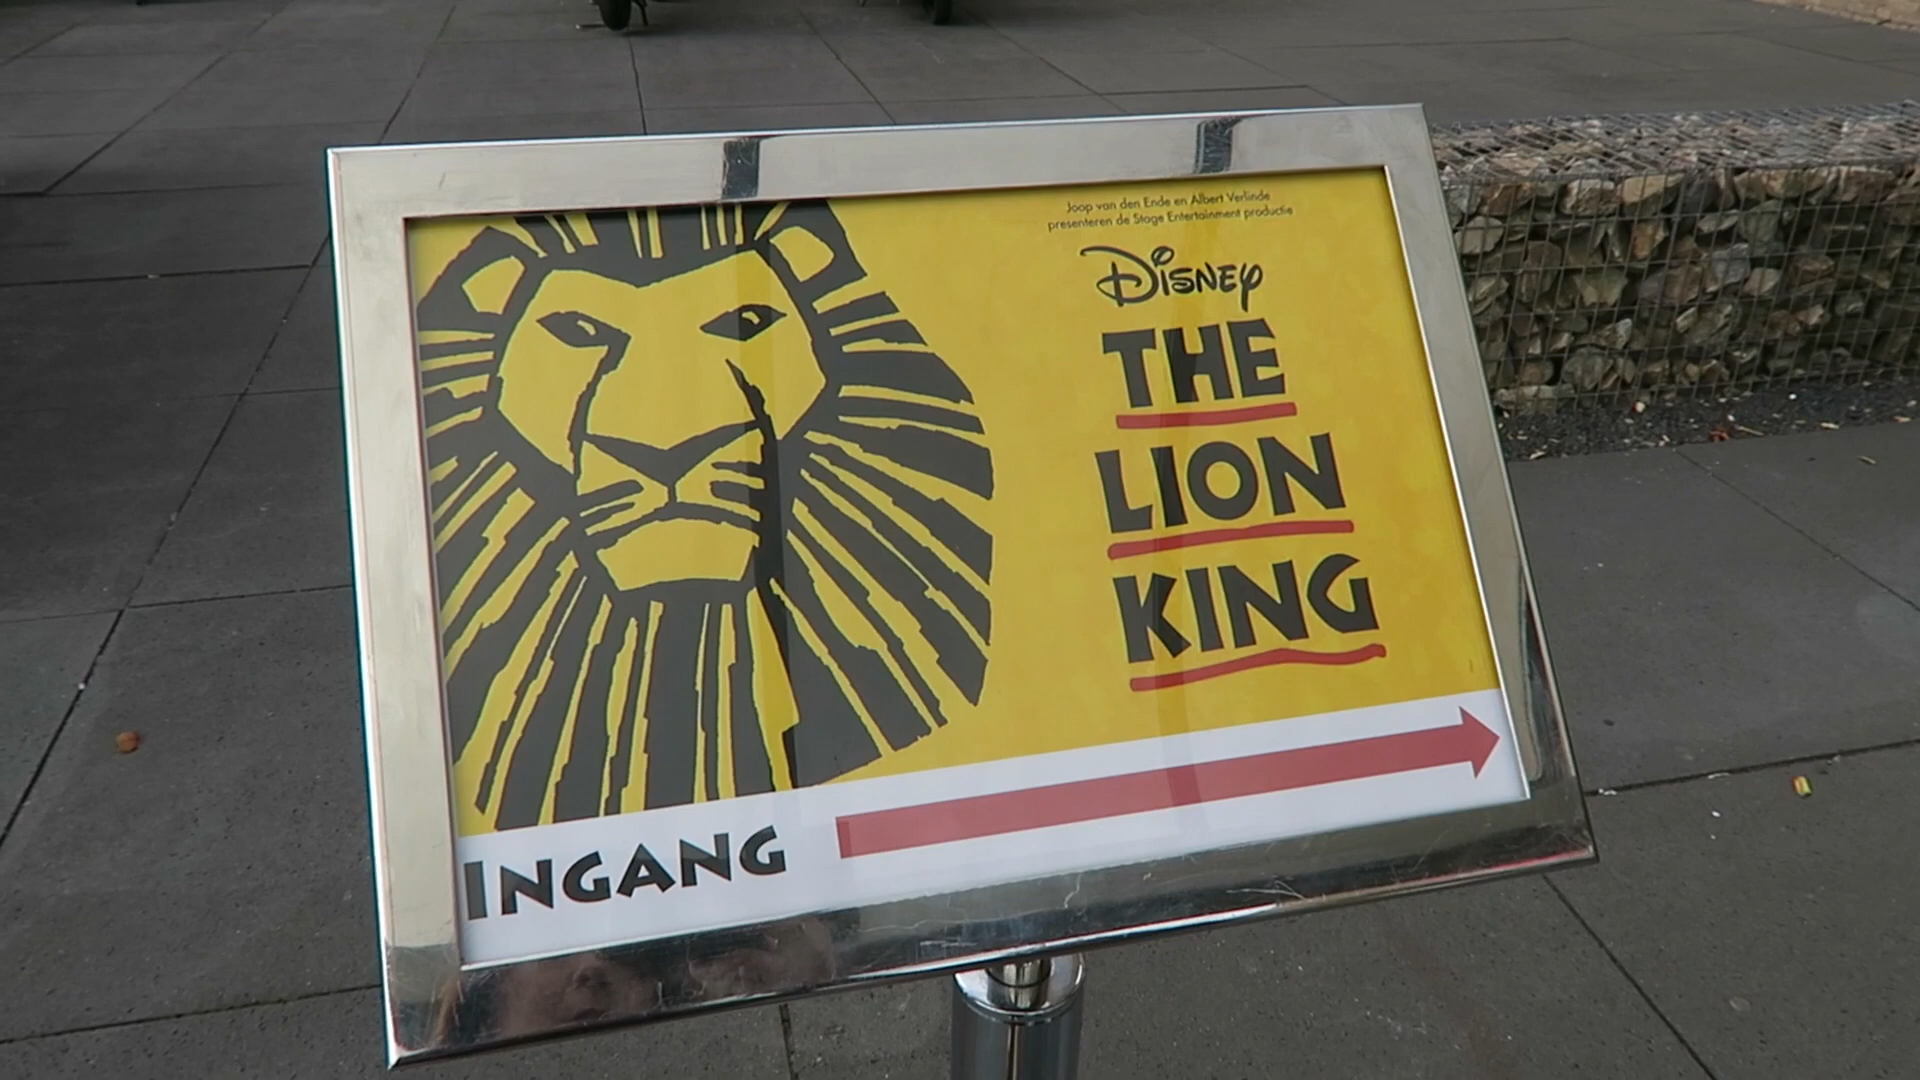 Joop van den Ende en Albert Verlinde
presenteren de Stage Entertainment productie
Disney
THE
LION
KING
INGANG